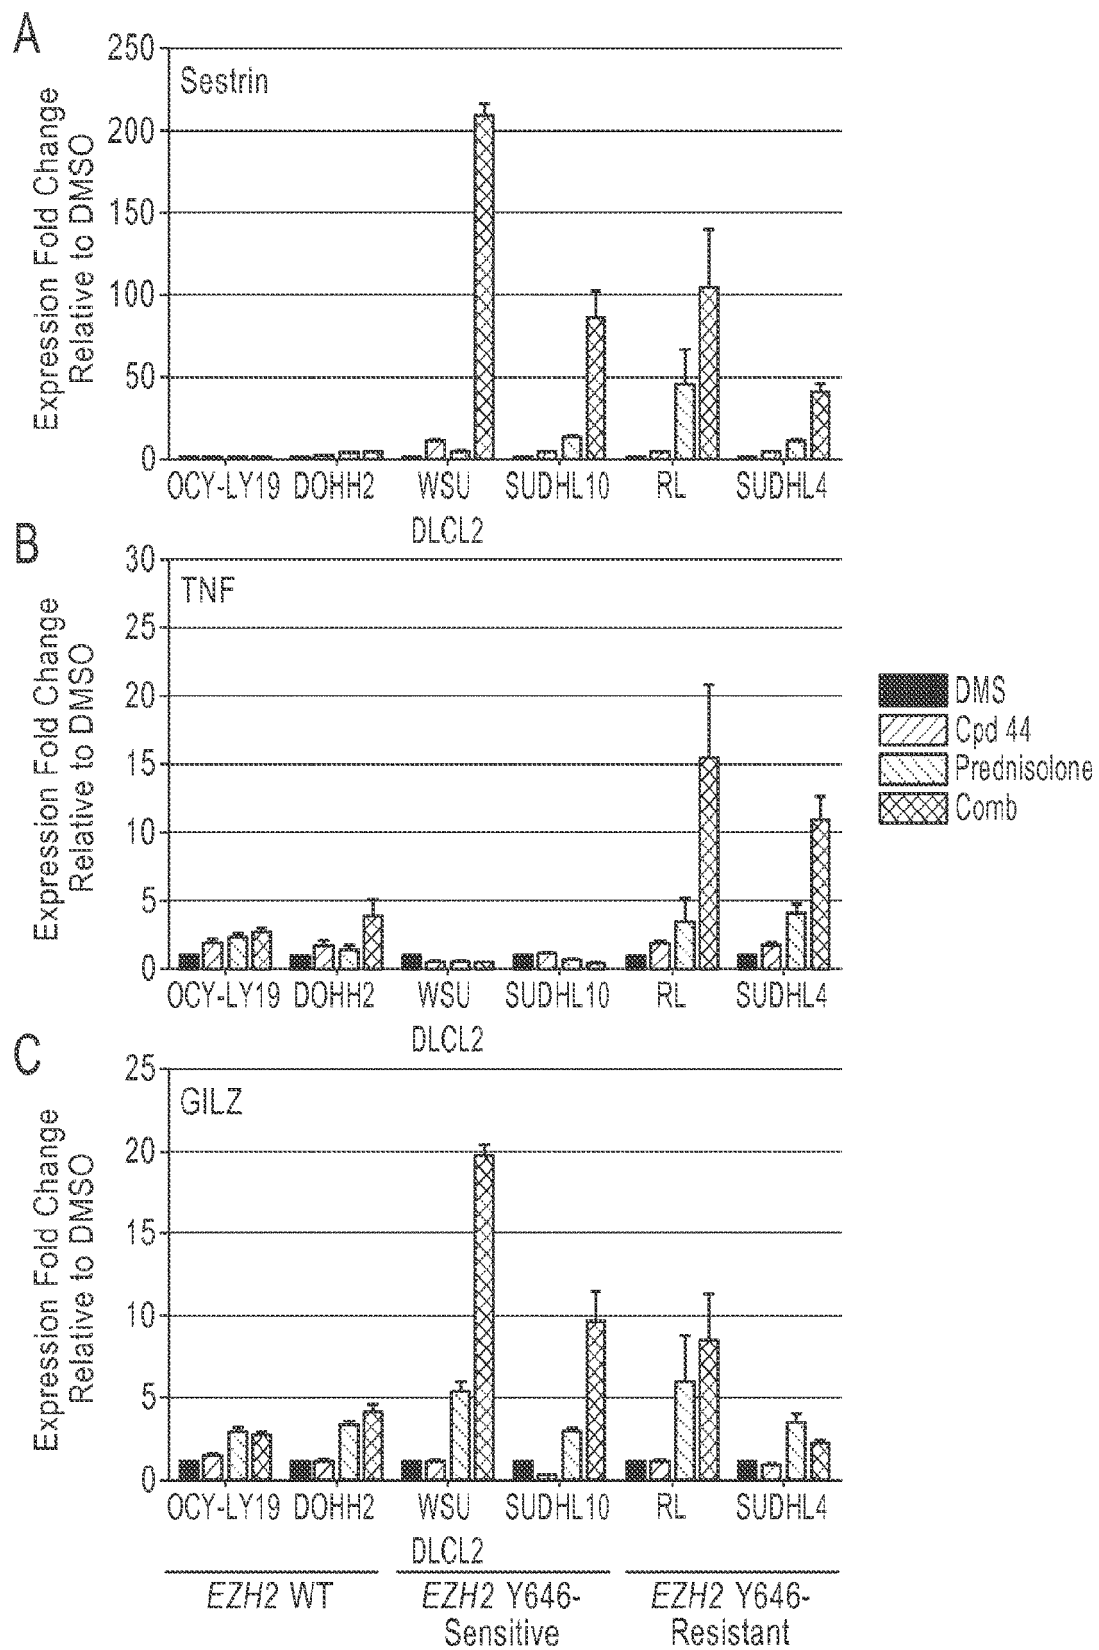 A
Sestrin
Expression Fold Change
Relative to DMSO
250
200
150
100
50
0
OCY-LY19 DOHH2 WSU SUDHL10 RL SUDHL4
DLCL2
B
TNF
Expression Fold Change
Relative to DMSO
30
25
20
15
10
5
0
OCY-LY19 DOHH2 WSU SUDHL10 RL SUDHL4
DLCL2
DMS
Cpd 44
Prednisolone
Comb
C
GILZ
Expression Fold Change
Relative to DMSO
25
20
15
10
5
0
OCY-LY19 DOHH2 WSU SUDHL10 RL SUDHL4
DLCL2
EZH2 WT
EZH2 Y646-
Sensitive
EZH2 Y646-
Resistant